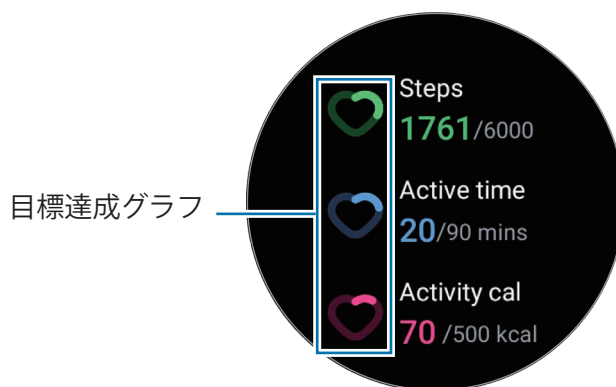 Steps
1761/6000
目標達成グラフ
Active time
20/90 mins
Activity cal
70 /500 kcal